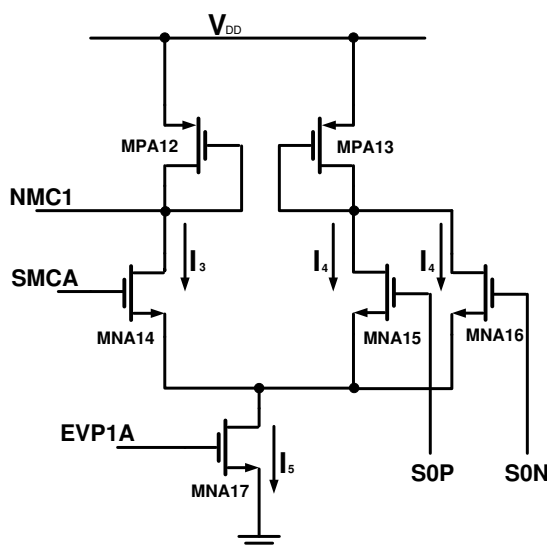 VDD
MPA12
MPA13
NMC1
I3
I4
I4
SMCA
MNA14
MNA15
MNA16
EVP1A
I5
MNA17
S0P
S0N